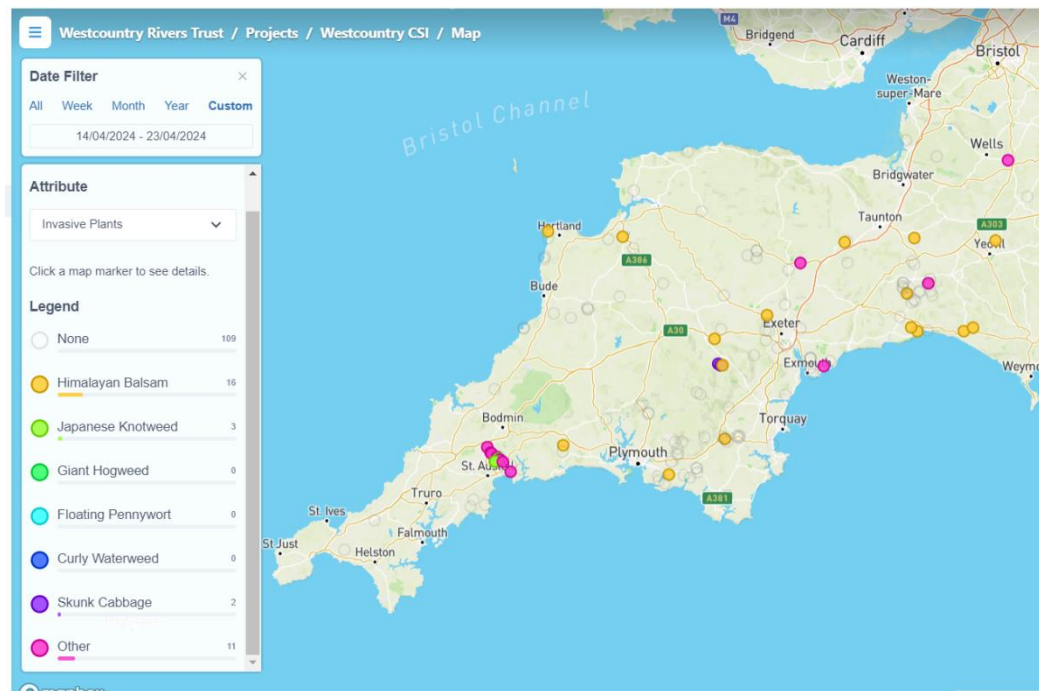 Westcountry Rivers Trust / Projects / Westcountry CSI / Map
Date Filter ×
All Week Month Year Custom
14/04/2024 - 23/04/2024
Attribute
Invasive Plants
Click a map marker to see details.
Legend
None 109
Himalayan Balsam 16
Japanese Knotweed 3
Giant Hogweed 0
Floating Pennywort 0
Curly Waterweed 0
Skunk Cabbage 2
Other 11
mapbox
M4
Bridgend
Cardiff
Bristol
Weston-
super-Mare
Bristol Channel
Wells
Bridgwater
Taunton
A303
Yeovil
Hartland
A386
Bude
A30
Exeter
Exmouth
Weymo
Bodmin
Torquay
Plymouth
St. Austell
A381
Truro
St. Ives
Falmouth
St Just
Helston